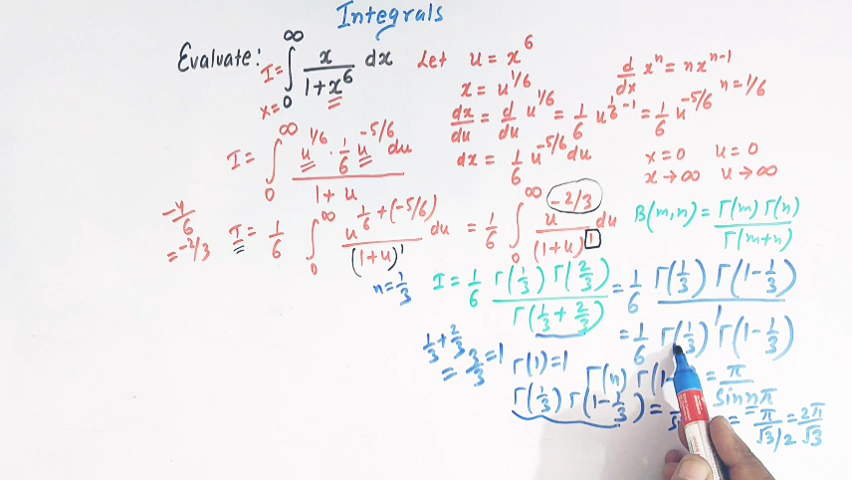 Integrals
Evaluate: I = ∫₀^∞ x/(1+x⁶) dx
x=0
Let u = x⁶
x = u^(1/6)
dx/du = d/du u^(1/6) = 1/6 u^(1/6 -1) = 1/6 u^(-5/6)
d/dx xⁿ = n xⁿ⁻¹
n = 1/6
dx = 1/6 u^(-5/6) du
x=0 u=0
x→∞ u→∞
I = ∫₀^∞ u^(1/6) · 1/6 u^(-5/6) du / (1+u)
-4/6
= -2/3
I = 1/6 ∫₀^∞ u^(1/6 + (-5/6)) / (1+u)¹ du = 1/6 ∫₀^∞ u^(-2/3) / (1+u)^1 du
B(m,n) = Γ(m) Γ(n) / Γ(m+n)
n = 1/3
I = 1/6 Γ(1/3) Γ(2/3) / Γ(1/3 + 2/3) = 1/6 Γ(1/3) Γ(1-1/3) / 1
= 1/6 Γ(1/3) Γ(1-1/3)
1/3 + 2/3
= 3/3 = 1
Γ(1) = 1
Γ(n) Γ(1- = π / sin nπ
Γ(1/3) Γ(1-1/3) = = π / (√3/2) = 2π/√3